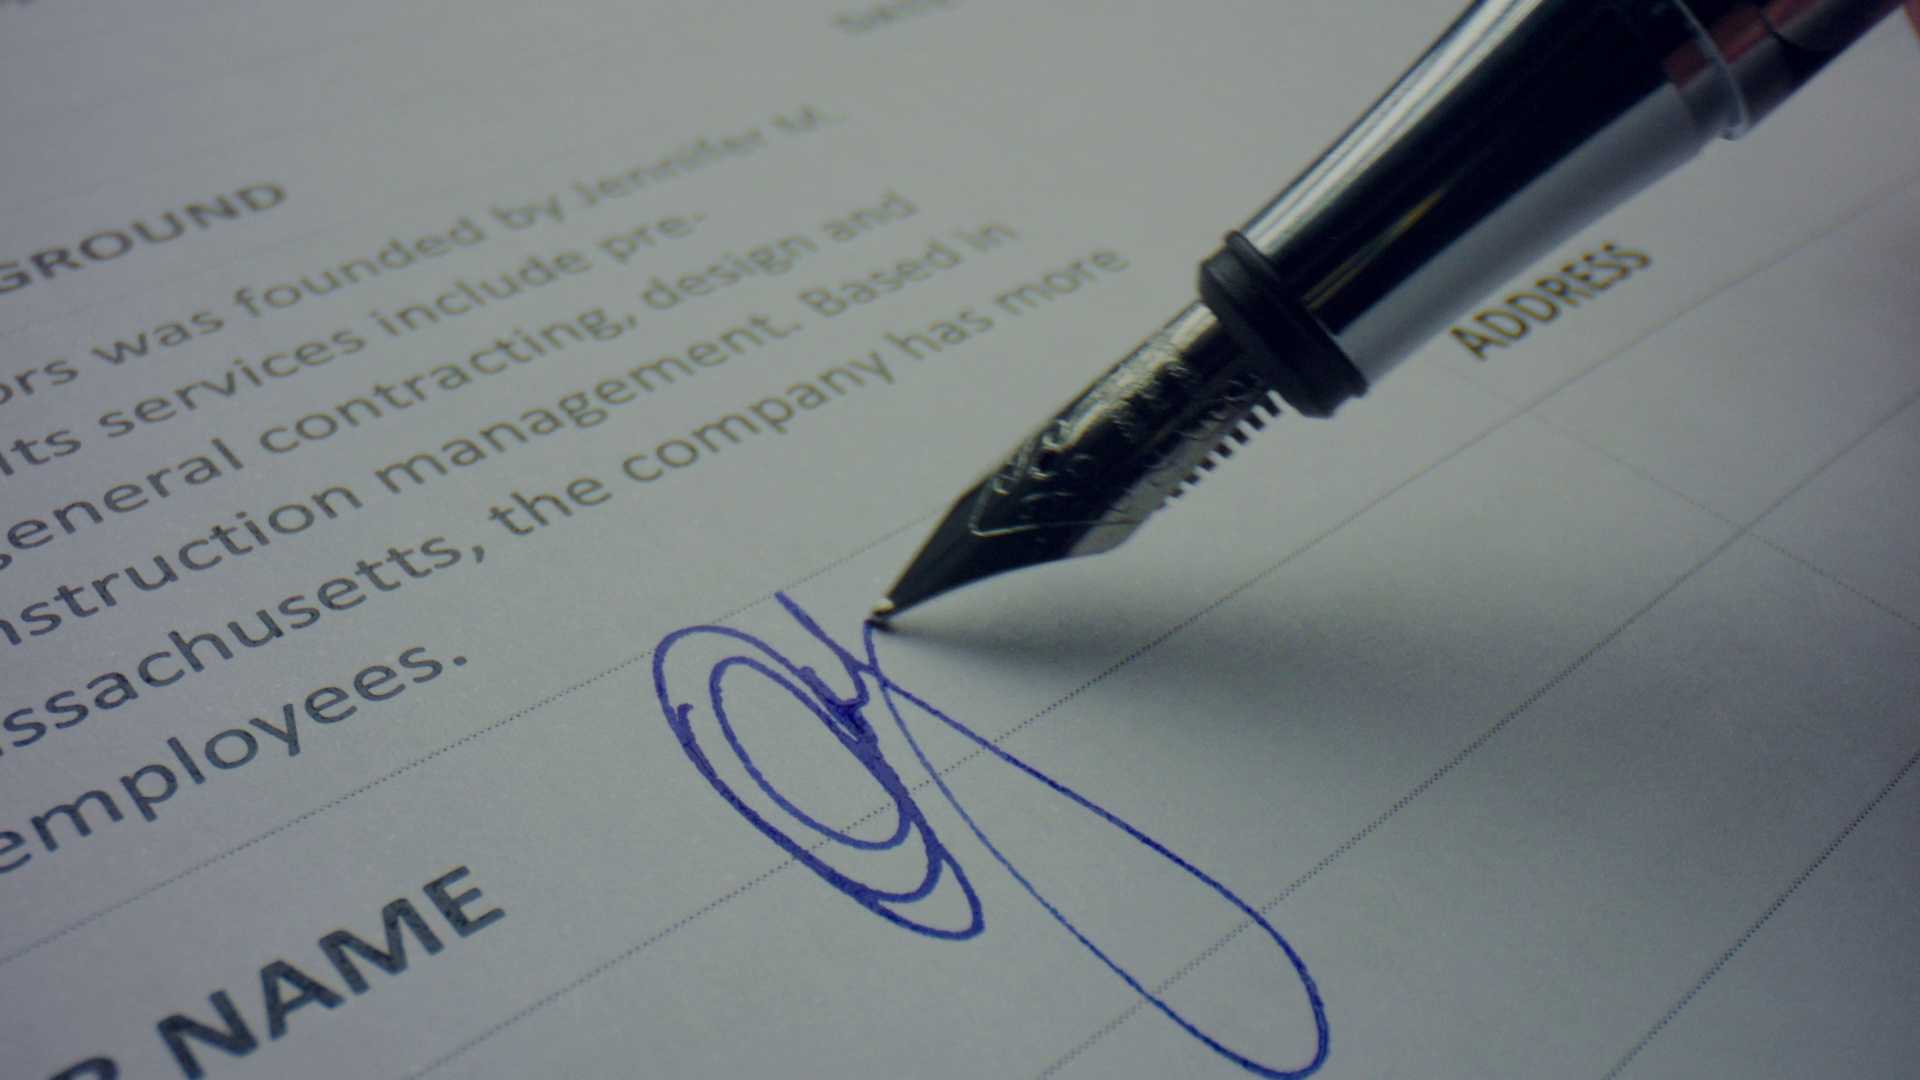 GROUND
ors was founded by Jennifer M.
Its services include pre-
general contracting, design and
nstruction management. Based in
ssachusetts, the company has more
employees.
ADDRESS
R NAME